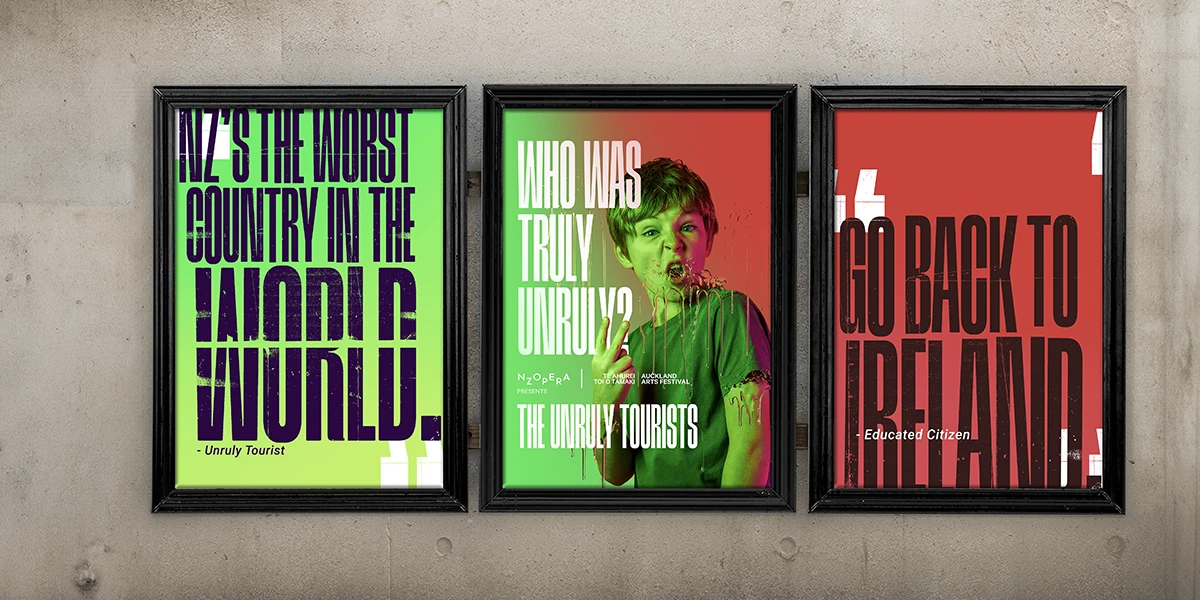 NZ'S THE WORST
COUNTRY IN THE
WORLD
WORLD.
- Unruly Tourist
WHO WAS
TRULY
UNRULY?
NZOPERA
PRESENTS
TE AHUREI
TOI O TĀMAKI
AUCKLAND
ARTS FESTIVAL
THE UNRULY TOURISTS
“
GO BACK TO
IRELAND.
- Educated Citizen